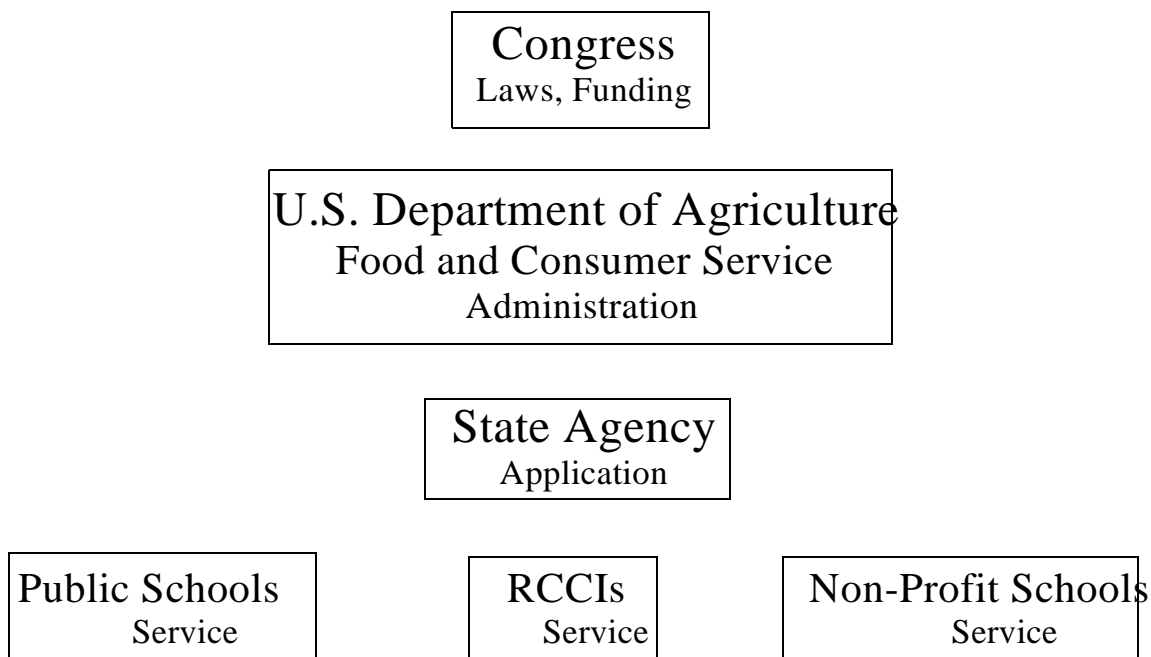 Congress
Laws, Funding
U.S. Department of Agriculture
Food and Consumer Service
Administration
State Agency
Application
Public Schools
Service
RCCIs
Service
Non-Profit Schools
Service